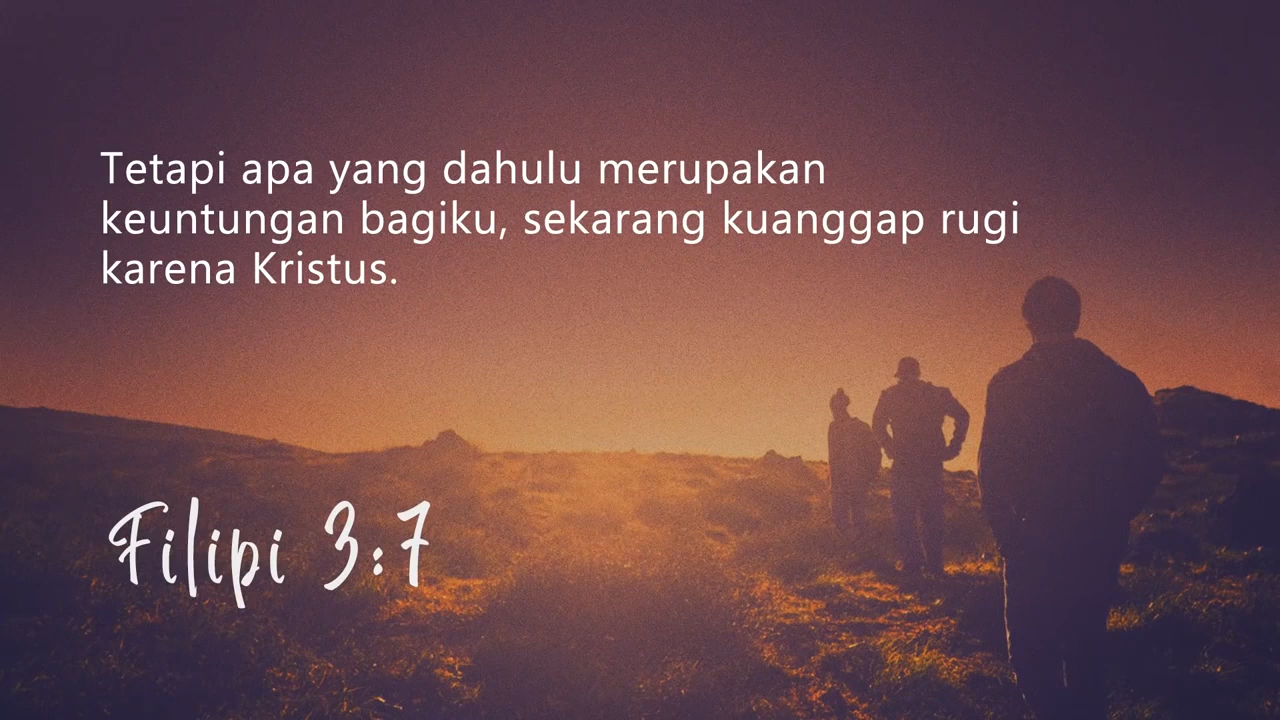 Tetapi apa yang dahulu merupakan
keuntungan bagiku, sekarang kuanggap rugi
karena Kristus.
Filipi 3:7